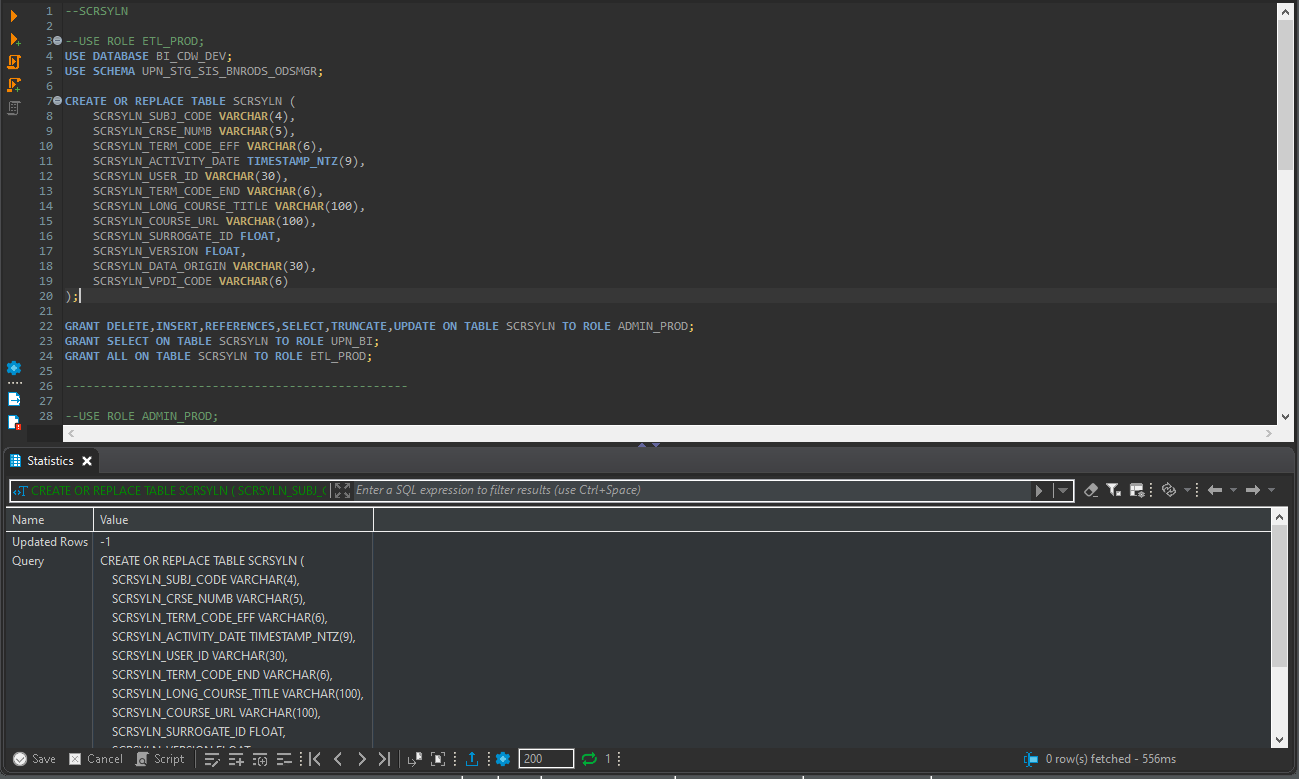 1 --SCRSYLN
2
3 --USE ROLE ETL_PROD;
4 USE DATABASE BI_CDW_DEV;
5 USE SCHEMA UPN_STG_SIS_BNRODS_ODSMGR;
6
7 CREATE OR REPLACE TABLE SCRSYLN (
8 SCRSYLN_SUBJ_CODE VARCHAR(4),
9 SCRSYLN_CRSE_NUMB VARCHAR(5),
10 SCRSYLN_TERM_CODE_EFF VARCHAR(6),
11 SCRSYLN_ACTIVITY_DATE TIMESTAMP_NTZ(9),
12 SCRSYLN_USER_ID VARCHAR(30),
13 SCRSYLN_TERM_CODE_END VARCHAR(6),
14 SCRSYLN_LONG_COURSE_TITLE VARCHAR(100),
15 SCRSYLN_COURSE_URL VARCHAR(100),
16 SCRSYLN_SURROGATE_ID FLOAT,
17 SCRSYLN_VERSION FLOAT,
18 SCRSYLN_DATA_ORIGIN VARCHAR(30),
19 SCRSYLN_VPDI_CODE VARCHAR(6)
20 );
21
22 GRANT DELETE,INSERT,REFERENCES,SELECT,TRUNCATE,UPDATE ON TABLE SCRSYLN TO ROLE ADMIN_PROD;
23 GRANT SELECT ON TABLE SCRSYLN TO ROLE UPN_BI;
24 GRANT ALL ON TABLE SCRSYLN TO ROLE ETL_PROD;
25
26 -------------------------------------------------
27
28 --USE ROLE ADMIN_PROD;
Statistics
CREATE OR REPLACE TABLE SCRSYLN ( SCRSYLN_SUBJ_C Enter a SQL expression to filter results (use Ctrl+Space)
Name Value
Updated Rows -1
Query CREATE OR REPLACE TABLE SCRSYLN (
SCRSYLN_SUBJ_CODE VARCHAR(4),
SCRSYLN_CRSE_NUMB VARCHAR(5),
SCRSYLN_TERM_CODE_EFF VARCHAR(6),
SCRSYLN_ACTIVITY_DATE TIMESTAMP_NTZ(9),
SCRSYLN_USER_ID VARCHAR(30),
SCRSYLN_TERM_CODE_END VARCHAR(6),
SCRSYLN_LONG_COURSE_TITLE VARCHAR(100),
SCRSYLN_COURSE_URL VARCHAR(100),
SCRSYLN_SURROGATE_ID FLOAT,
SCRSYLN_VERSION FLOAT
Save Cancel Script 200 1 0 row(s) fetched - 556ms